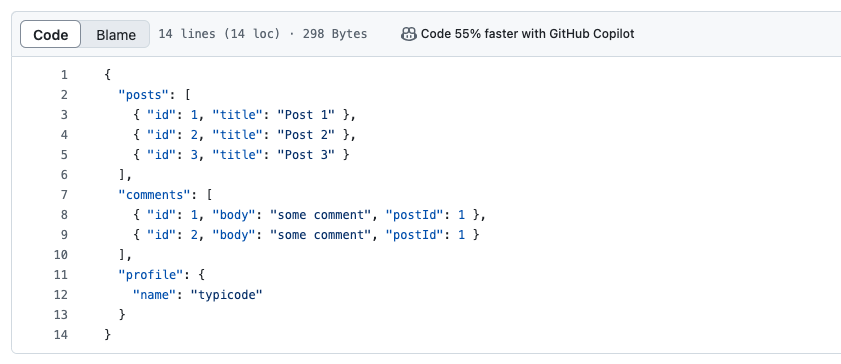 Code Blame 14 lines (14 loc) · 298 Bytes Code 55% faster with GitHub Copilot
1 {
2   "posts": [
3     { "id": 1, "title": "Post 1" },
4     { "id": 2, "title": "Post 2" },
5     { "id": 3, "title": "Post 3" }
6   ],
7   "comments": [
8     { "id": 1, "body": "some comment", "postId": 1 },
9     { "id": 2, "body": "some comment", "postId": 1 }
10   ],
11   "profile": {
12     "name": "typicode"
13   }
14 }